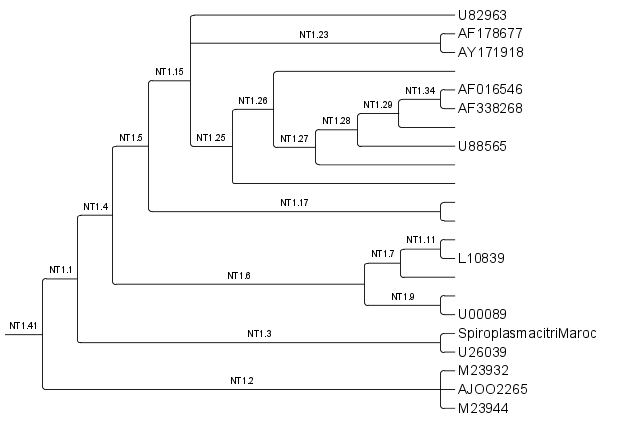 U82963
NT1.23
AF178677
AY171918
NT1.15
NT1.34
AF016546
NT1.26
NT1.29
AF338268
NT1.28
NT1.5
NT1.25
NT1.27
U88565
NT1.17
NT1.4
NT1.11
NT1.7
L10839
NT1.1
NT1.6
NT1.9
U00089
NT1.41
NT1.3
SpiroplasmacitriMaroc
U26039
M23932
NT1.2
AJOO2265
M23944